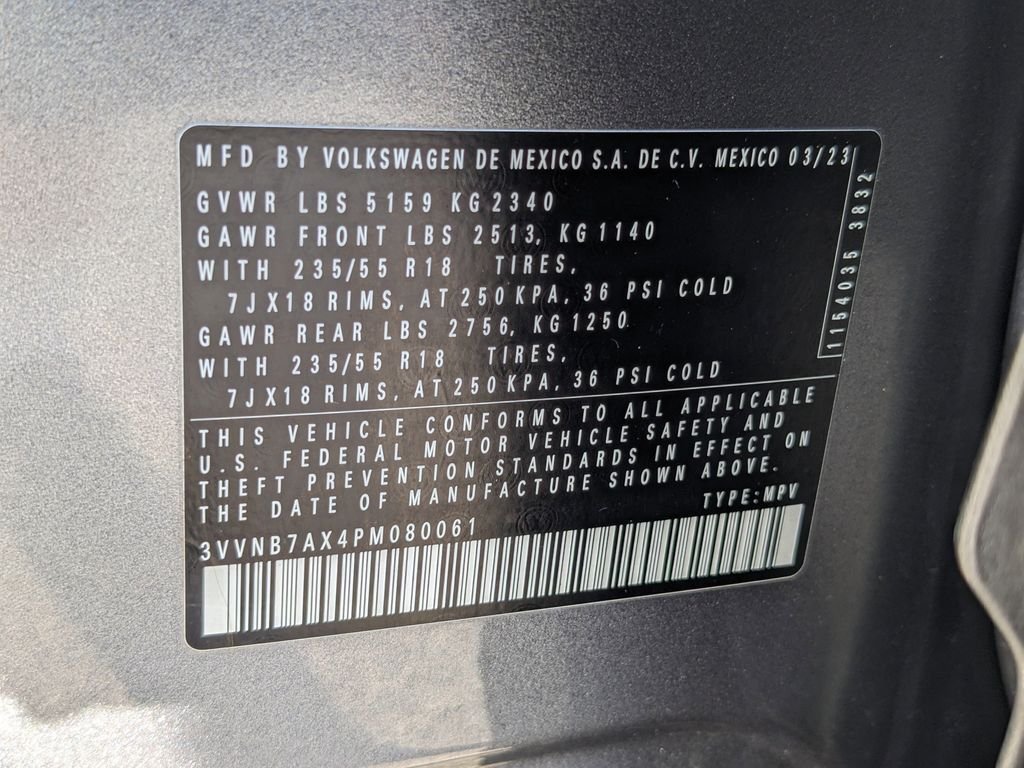 MFD BY VOLKSWAGEN DE MEXICO S.A. DE C.V. MEXICO 03/23
GVWR LBS 5159 KG 2340
GAWR FRONT LBS 2513, KG 1140
WITH 235/55 R18 TIRES,
7JX18 RIMS, AT 250 KPA, 36 PSI COLD
GAWR REAR LBS 2756, KG 1250
WITH 235/55 R18 TIRES,
7JX18 RIMS, AT 250 KPA, 36 PSI COLD
1154035 3832
THIS VEHICLE CONFORMS TO ALL APPLICABLE
U.S. FEDERAL MOTOR VEHICLE SAFETY AND
THEFT PREVENTION STANDARDS IN EFFECT ON
THE DATE OF MANUFACTURE SHOWN ABOVE.
TYPE: MPV
3VVNB7AX4PM080061